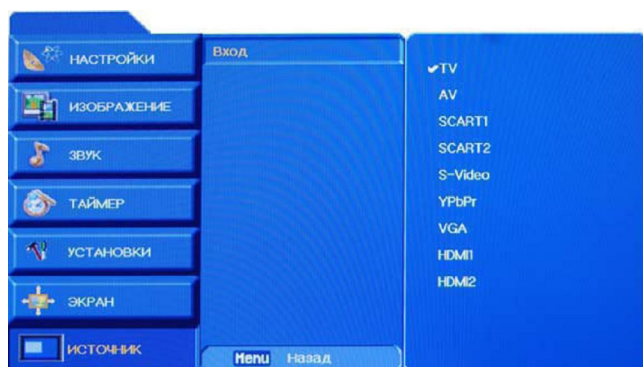 НАСТРОЙКИ
ИЗОБРАЖЕНИЕ
ЗВУК
ТАЙМЕР
УСТАНОВКИ
ЭКРАН
ИСТОЧНИК
Вход
TV
AV
SCART1
SCART2
S-Video
YPbPr
VGA
HDMI1
HDMI2
Menu Назад